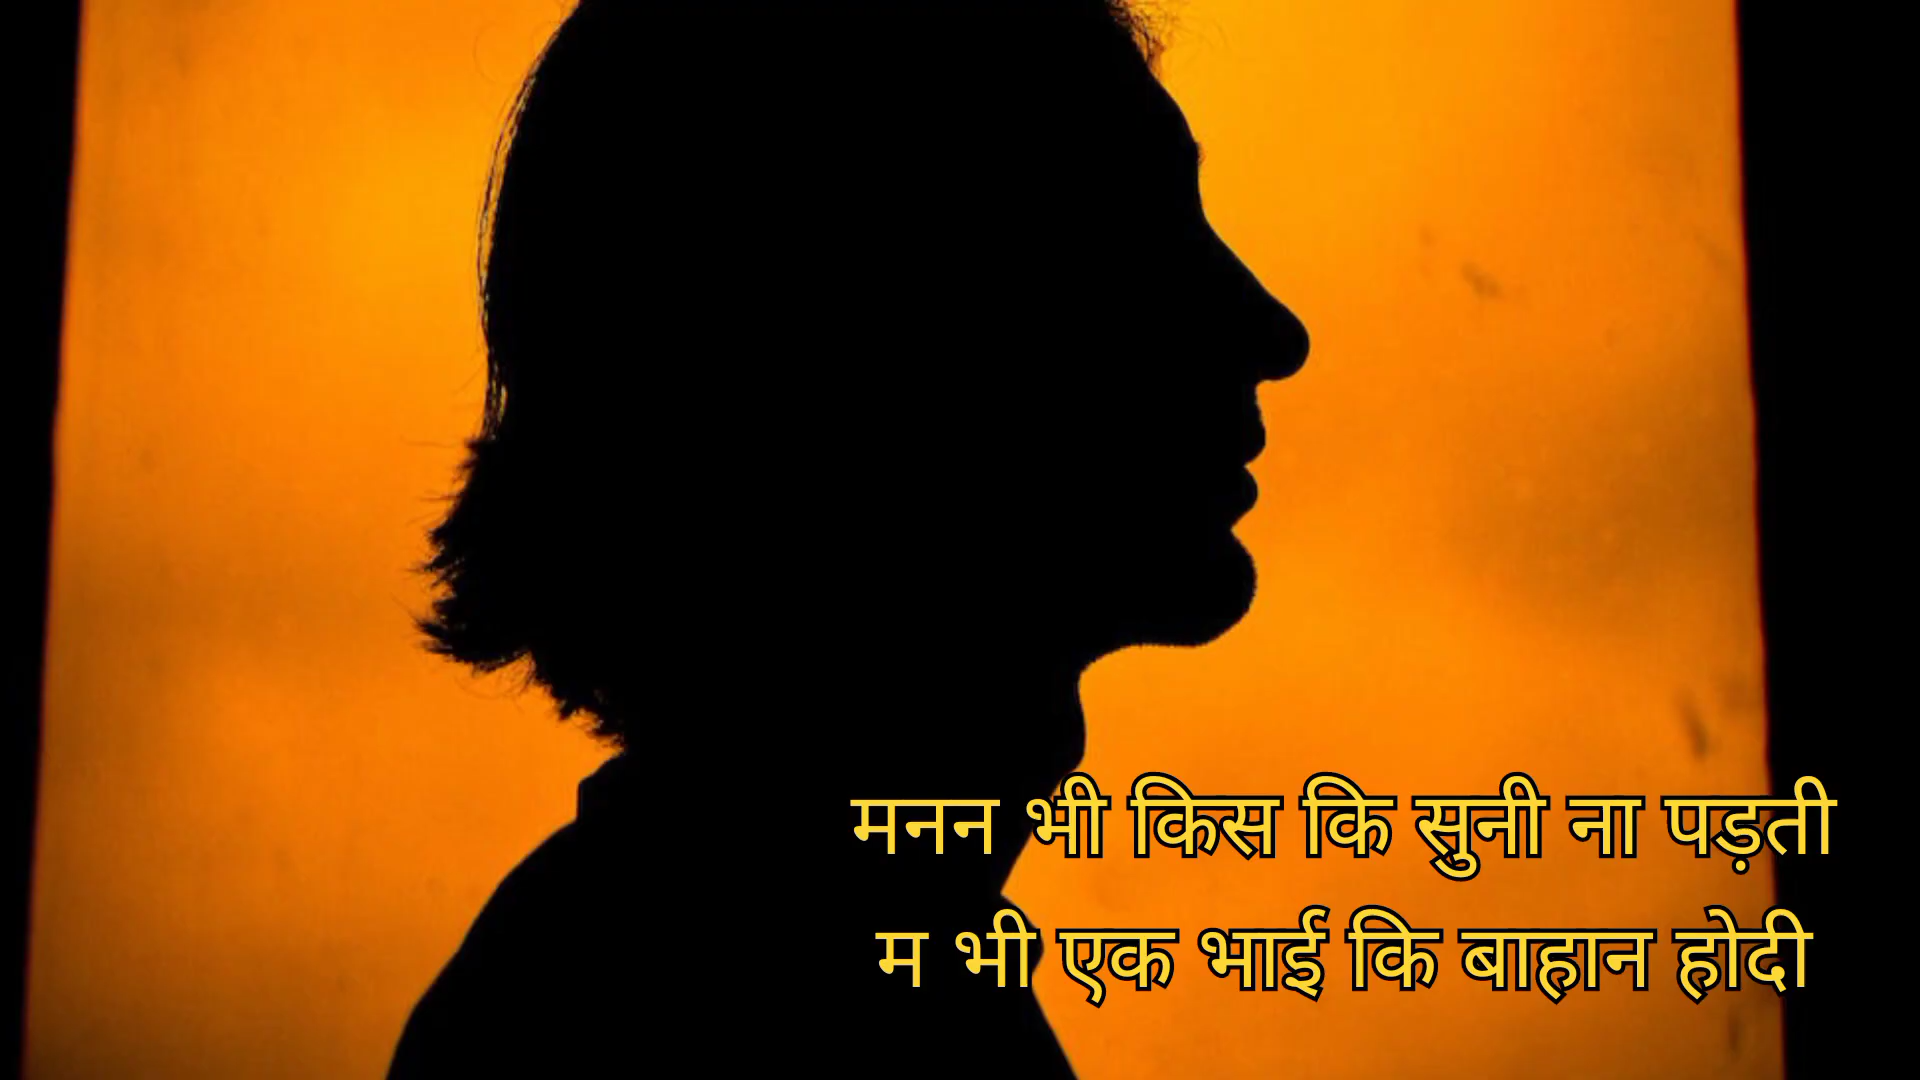 मनन भी किस कि सुनी ना पड़ती
म भी एक भाई कि बाहान होदी